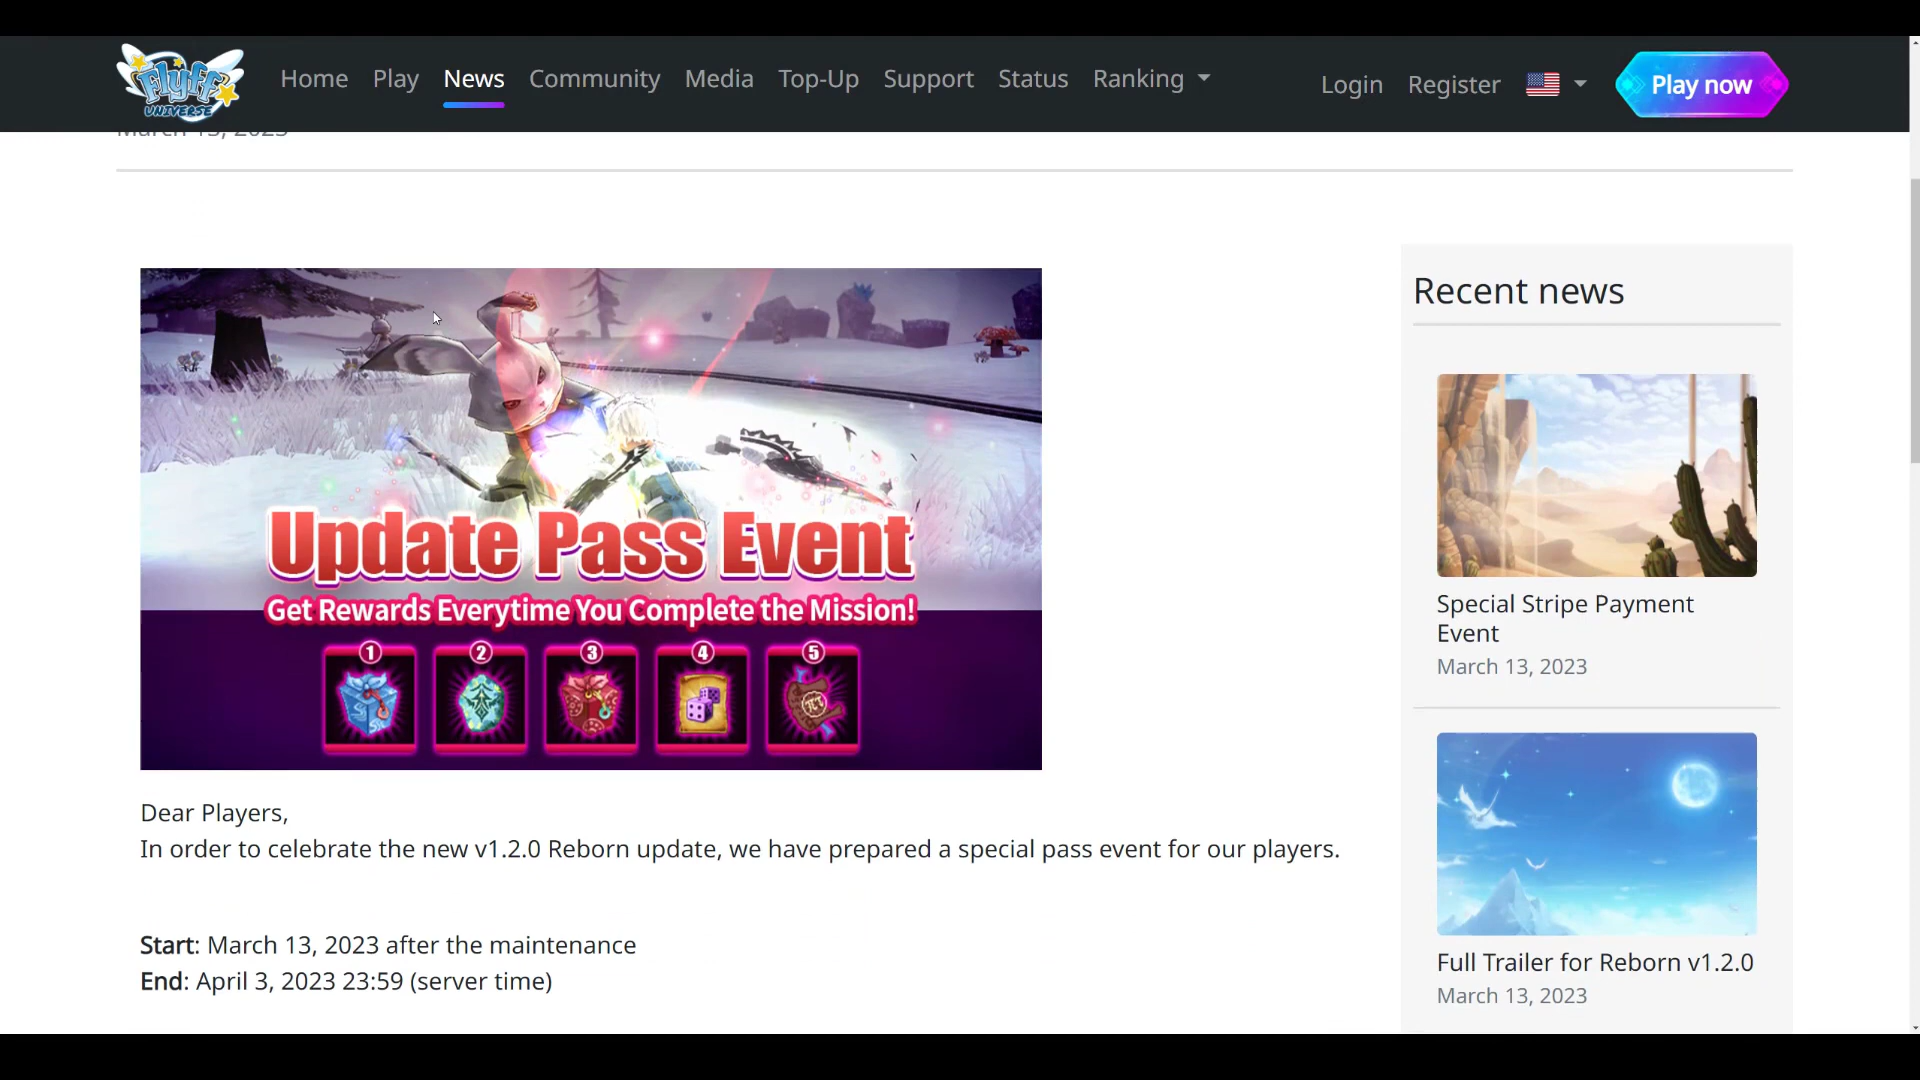 Flyff
UNIVERSE
Home Play News Community Media Top-Up Support Status Ranking
Login Register Play now
March 13, 2023
Update Pass Event
Get Rewards Everytime You Complete the Mission!
1 2 3 4 5
Dear Players,
In order to celebrate the new v1.2.0 Reborn update, we have prepared a special pass event for our players.
Start: March 13, 2023 after the maintenance
End: April 3, 2023 23:59 (server time)
Recent news
Special Stripe Payment
Event
March 13, 2023
Full Trailer for Reborn v1.2.0
March 13, 2023